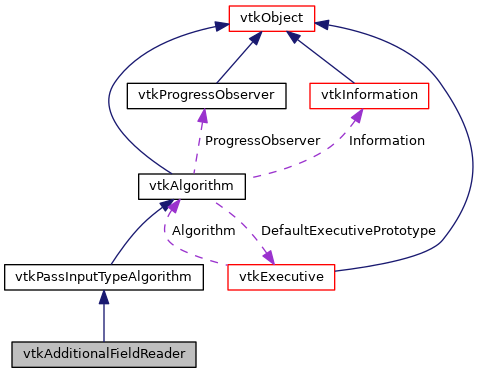 vtkObject
vtkProgressObserver
vtkInformation
ProgressObserver
Information
vtkAlgorithm
Algorithm
DefaultExecutivePrototype
vtkPassInputTypeAlgorithm
vtkExecutive
vtkAdditionalFieldReader